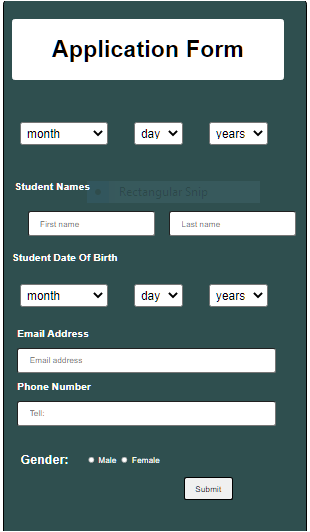 Application Form
month day years
Student Names
Rectangular Snip
First name Last name
Student Date Of Birth
month day years
Email Address
Email address
Phone Number
Tell:
Gender: Male Female
Submit